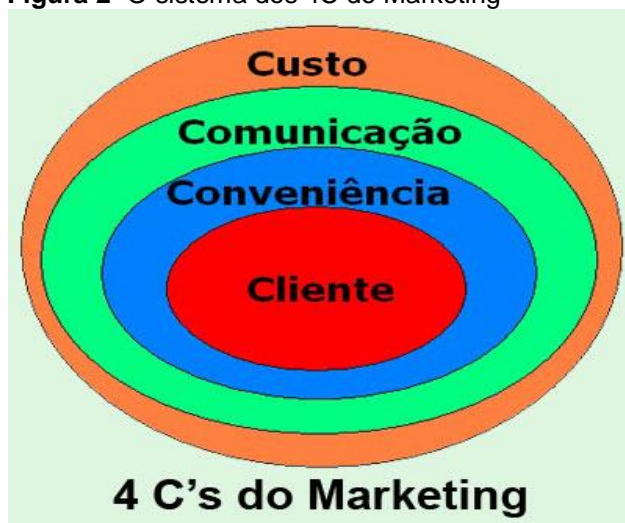 Figura 2- O sistema dos 4C do Marketing
Custo
Comunicação
Conveniência
Cliente
4 C's do Marketing